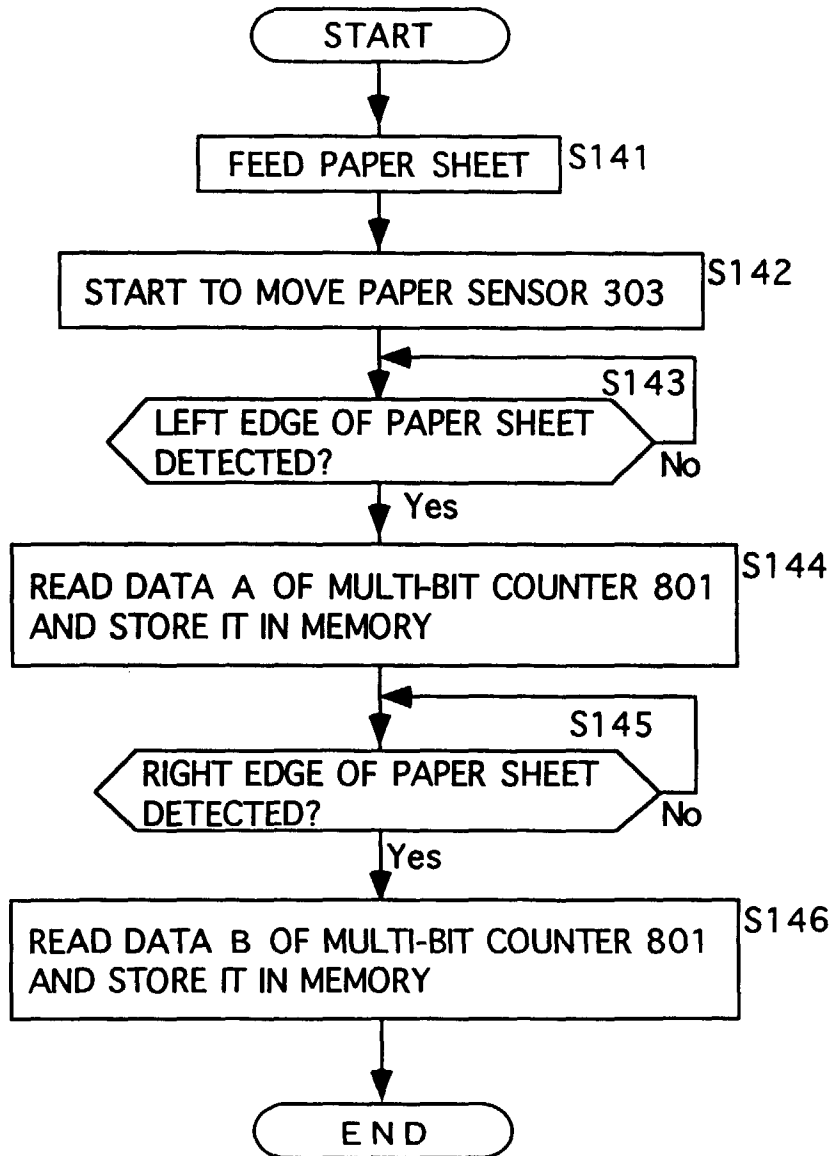 START
FEED PAPER SHEET
S141
START TO MOVE PAPER SENSOR 303
S142
S143
LEFT EDGE OF PAPER SHEET
DETECTED?
No
Yes
READ DATA A OF MULTI-BIT COUNTER 801
AND STORE IT IN MEMORY
S144
S145
RIGHT EDGE OF PAPER SHEET
DETECTED?
No
Yes
READ DATA B OF MULTI-BIT COUNTER 801
AND STORE IT IN MEMORY
S146
END